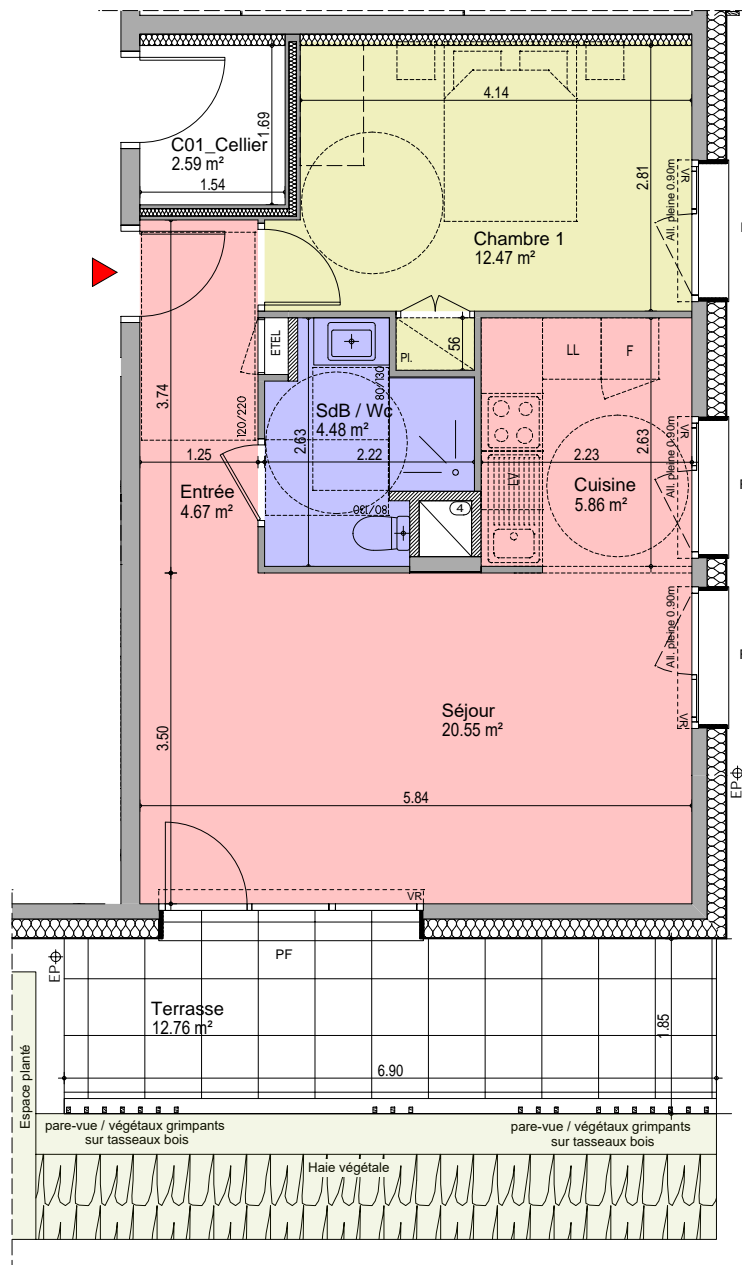 C01_Cellier
2.59 m²
1.69
1.54
4.14
2.81
VR
All. pleine 0.90m
Chambre 1
12.47 m²
ETEL
Pl.
56
LL
F
3.74
120/220
80/130
SdB / Wc
4.48 m²
2.63
2.22
1.25
Entrée
4.67 m²
80/130
4
LV
2.23
2.63
Cuisine
5.86 m²
VR
All. pleine 0.90m
All. pleine 0.90m
VR
Séjour
20.55 m²
3.50
5.84
EP
VR
PF
EP
Terrasse
12.76 m²
1.85
6.90
Espace planté
pare-vue / végétaux grimpants
sur tasseaux bois
pare-vue / végétaux grimpants
sur tasseaux bois
Haie végétale